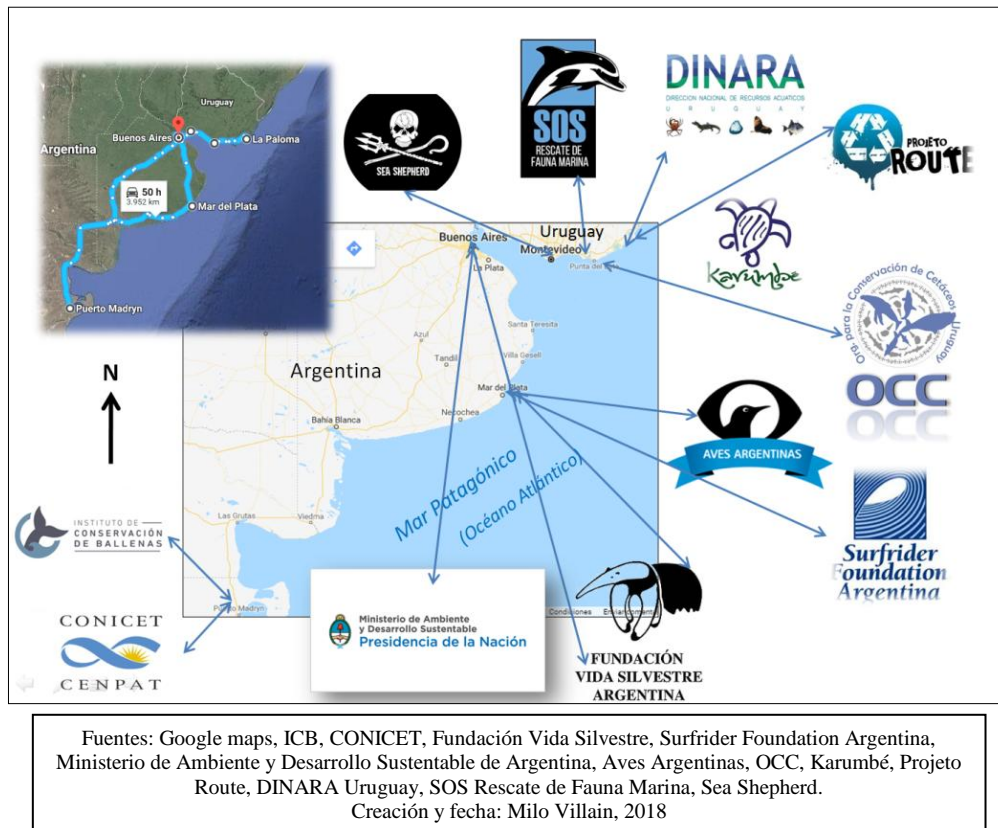 Uruguay
Buenos Aires
La Paloma
Argentina
50 h
3.952 km
Mar del Plata
Puerto Madryn
SEA SHEPHERD
SOS
RESCATE DE
FAUNA MARINA
DINARA
DIRECCION NACIONAL DE RECURSOS ACUATICOS
U R U G U A Y
PROJETO
ROUTE
Karumbé
Org. para la Conservación de Cetáceos
Uruguay
OCC
Uruguay
Buenos Aires
Montevideo
La Plata
Punta del Este
Santa Teresita
Azul
Tandil
Villa Gesell
Argentina
Mar del Plata
Necochea
Bahía Blanca
N
AVES ARGENTINAS
Mar Patagónico
(Océano Atlántico)
Las Grutas
Viedma
INSTITUTO DE
CONSERVACIÓN
DE BALLENAS
Surfrider
Foundation
Argentina
Puerto Madryn
Condiciones
CONICET
CENPAT
Ministerio de Ambiente
y Desarrollo Sustentable
Presidencia de la Nación
FUNDACIÓN
VIDA SILVESTRE
ARGENTINA
Fuentes: Google maps, ICB, CONICET, Fundación Vida Silvestre, Surfrider Foundation Argentina,
Ministerio de Ambiente y Desarrollo Sustentable de Argentina, Aves Argentinas, OCC, Karumbé, Projeto
Route, DINARA Uruguay, SOS Rescate de Fauna Marina, Sea Shepherd.
Creación y fecha: Milo Villain, 2018